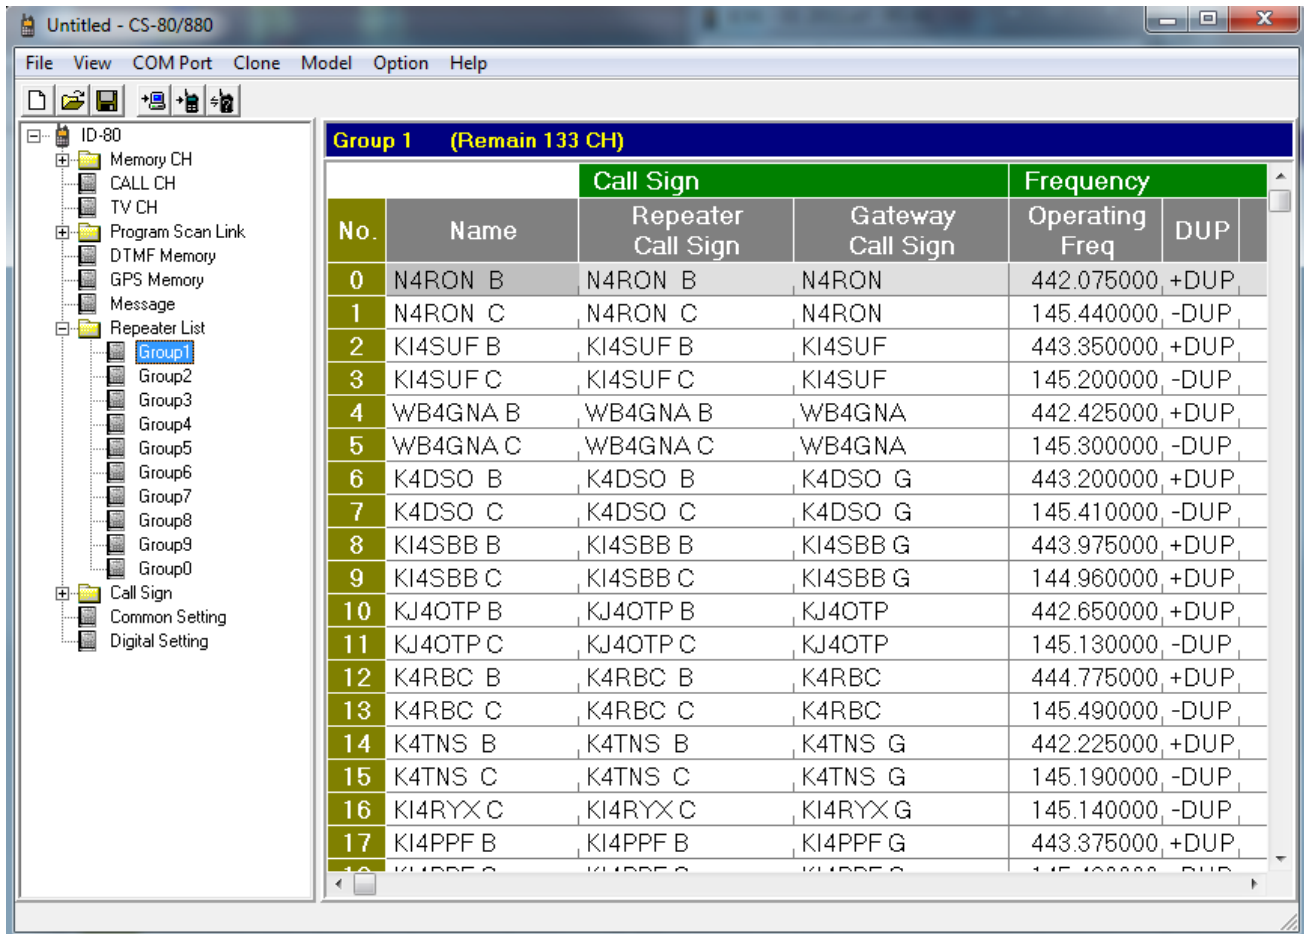 Untitled - CS-80/880
File View COM Port Clone Model Option Help
ID-80
Memory CH
CALL CH
TV CH
Program Scan Link
DTMF Memory
GPS Memory
Message
Repeater List
Group1
Group2
Group3
Group4
Group5
Group6
Group7
Group8
Group9
Group0
Call Sign
Common Setting
Digital Setting
Group 1 (Remain 133 CH)
Call Sign Frequency
No. Name Repeater Call Sign Gateway Call Sign Operating Freq DUP
0 N4RON B N4RON B N4RON 442.075000 +DUP
1 N4RON C N4RON C N4RON 145.440000 -DUP
2 KI4SUF B KI4SUF B KI4SUF 443.350000 +DUP
3 KI4SUF C KI4SUF C KI4SUF 145.200000 -DUP
4 WB4GNA B WB4GNA B WB4GNA 442.425000 +DUP
5 WB4GNA C WB4GNA C WB4GNA 145.300000 -DUP
6 K4DSO B K4DSO B K4DSO G 443.200000 +DUP
7 K4DSO C K4DSO C K4DSO G 145.410000 -DUP
8 KI4SBB B KI4SBB B KI4SBB G 443.975000 +DUP
9 KI4SBB C KI4SBB C KI4SBB G 144.960000 +DUP
10 KJ4OTP B KJ4OTP B KJ4OTP 442.650000 +DUP
11 KJ4OTP C KJ4OTP C KJ4OTP 145.130000 -DUP
12 K4RBC B K4RBC B K4RBC 444.775000 +DUP
13 K4RBC C K4RBC C K4RBC 145.490000 -DUP
14 K4TNS B K4TNS B K4TNS G 442.225000 +DUP
15 K4TNS C K4TNS C K4TNS G 145.190000 -DUP
16 KI4RYX C KI4RYX C KI4RYX G 145.140000 -DUP
17 KI4PPF B KI4PPF B KI4PPF G 443.375000 +DUP